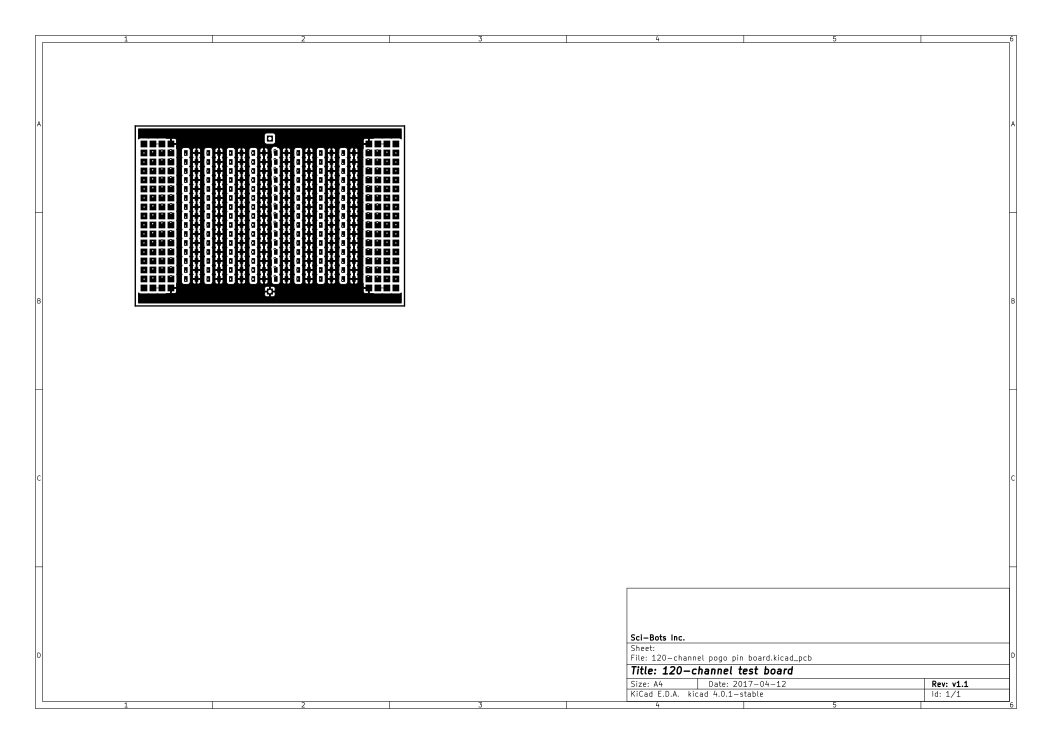 1 2 3 4 5 6
A A
B B
C C
Sci-Bots Inc.
Sheet:
File: 120-channel pogo pin board.kicad_pcb
D D
Title: 120-channel test board
Size: A4 Date: 2017-04-12 Rev: v1.1
KiCad E.D.A. kicad 4.0.1-stable Id: 1/1
1 2 3 4 5 6